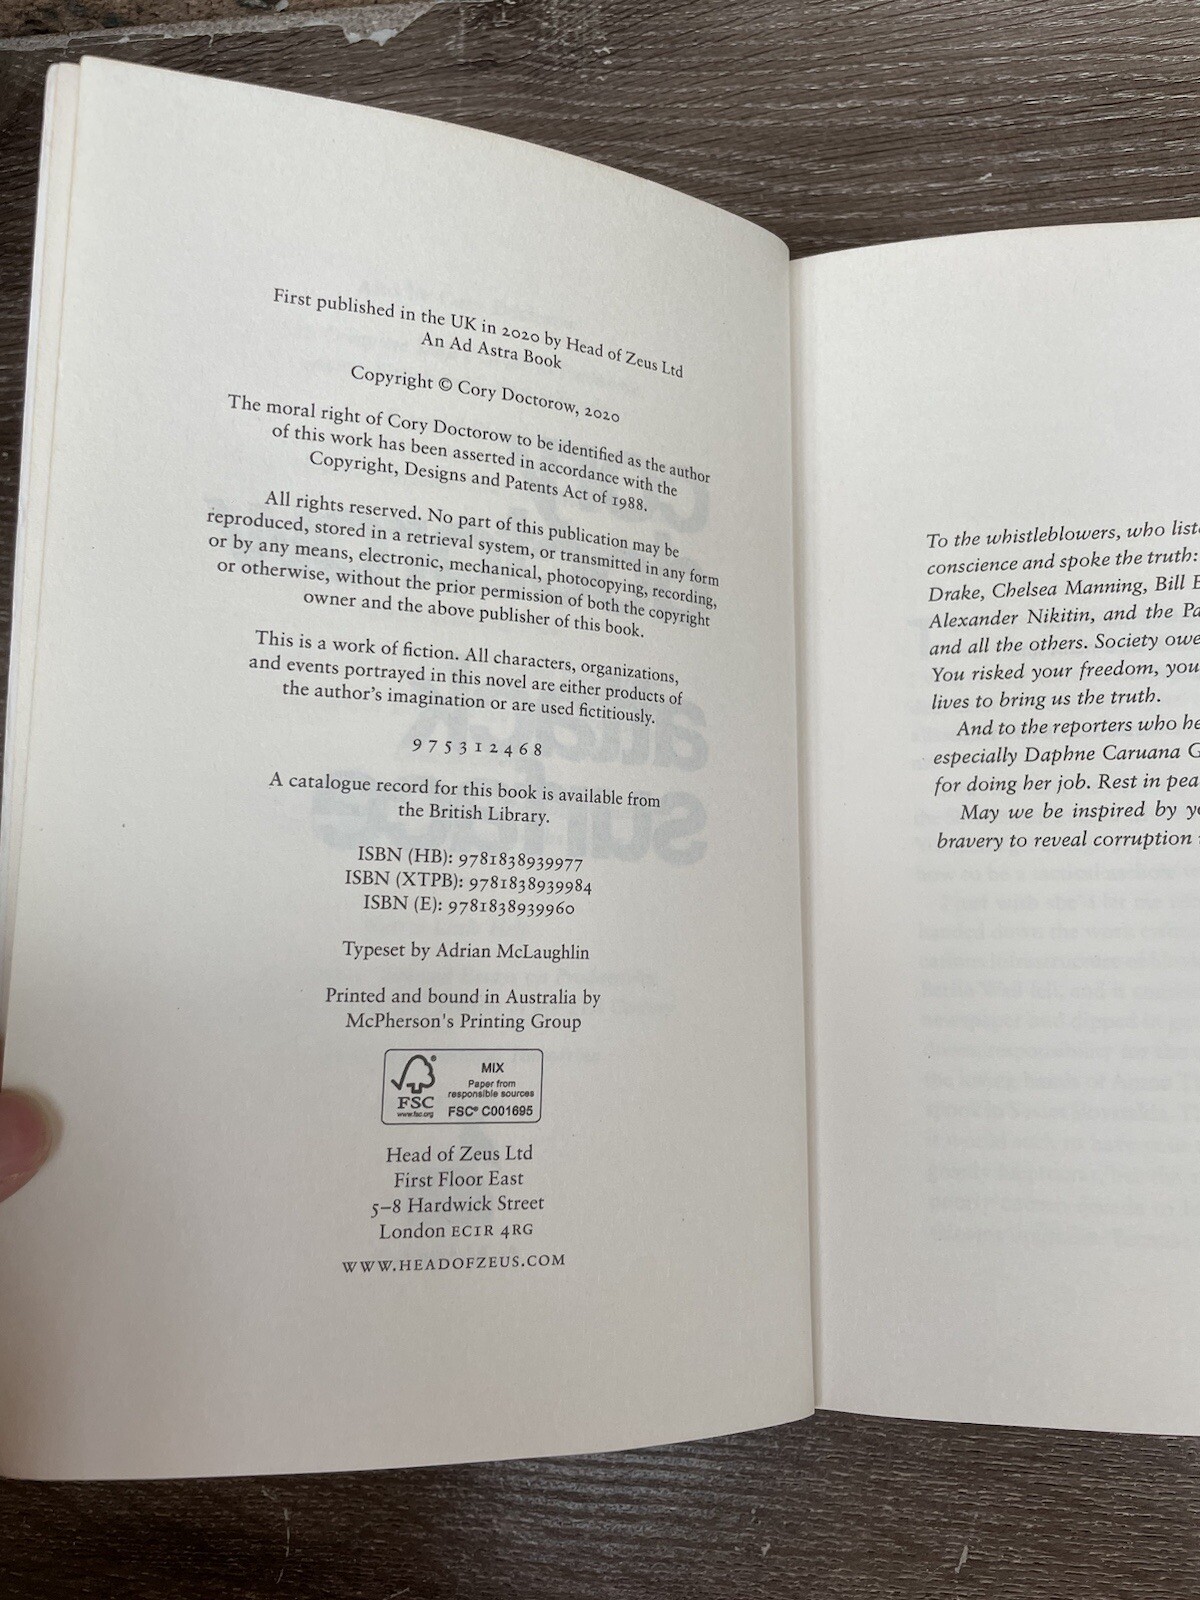 First published in the UK in 2020 by Head of Zeus Ltd
An Ad Astra Book
Copyright © Cory Doctorow, 2020
The moral right of Cory Doctorow to be identified as the author
of this work has been asserted in accordance with the
Copyright, Designs and Patents Act of 1988.
All rights reserved. No part of this publication may be
reproduced, stored in a retrieval system, or transmitted in any form
or by any means, electronic, mechanical, photocopying, recording,
or otherwise, without the prior permission of both the copyright
owner and the above publisher of this book.
This is a work of fiction. All characters, organizations,
and events portrayed in this novel are either products of
the author's imagination or are used fictitiously.
9 7 5 3 1 2 4 6 8
A catalogue record for this book is available from
the British Library.
ISBN (HB): 9781838939977
ISBN (XTPB): 9781838939984
ISBN (E): 9781838939960
Typeset by Adrian McLaughlin
Printed and bound in Australia by
McPherson's Printing Group
FSC
www.fsc.org
MIX
Paper from
responsible sources
FSC® C001695
Head of Zeus Ltd
First Floor East
5–8 Hardwick Street
London EC1R 4RG
WWW.HEADOFZEUS.COM
To the whistleblowers, who
conscience and spoke the truth:
Drake, Chelsea Manning, Bill
Alexander Nikitin, and the
and all the others. Society
You risked your freedom,
lives to bring us the truth.
And to the reporters who
especially Daphne Caruana
for doing her job. Rest in
May we be inspired by
bravery to reveal corruption